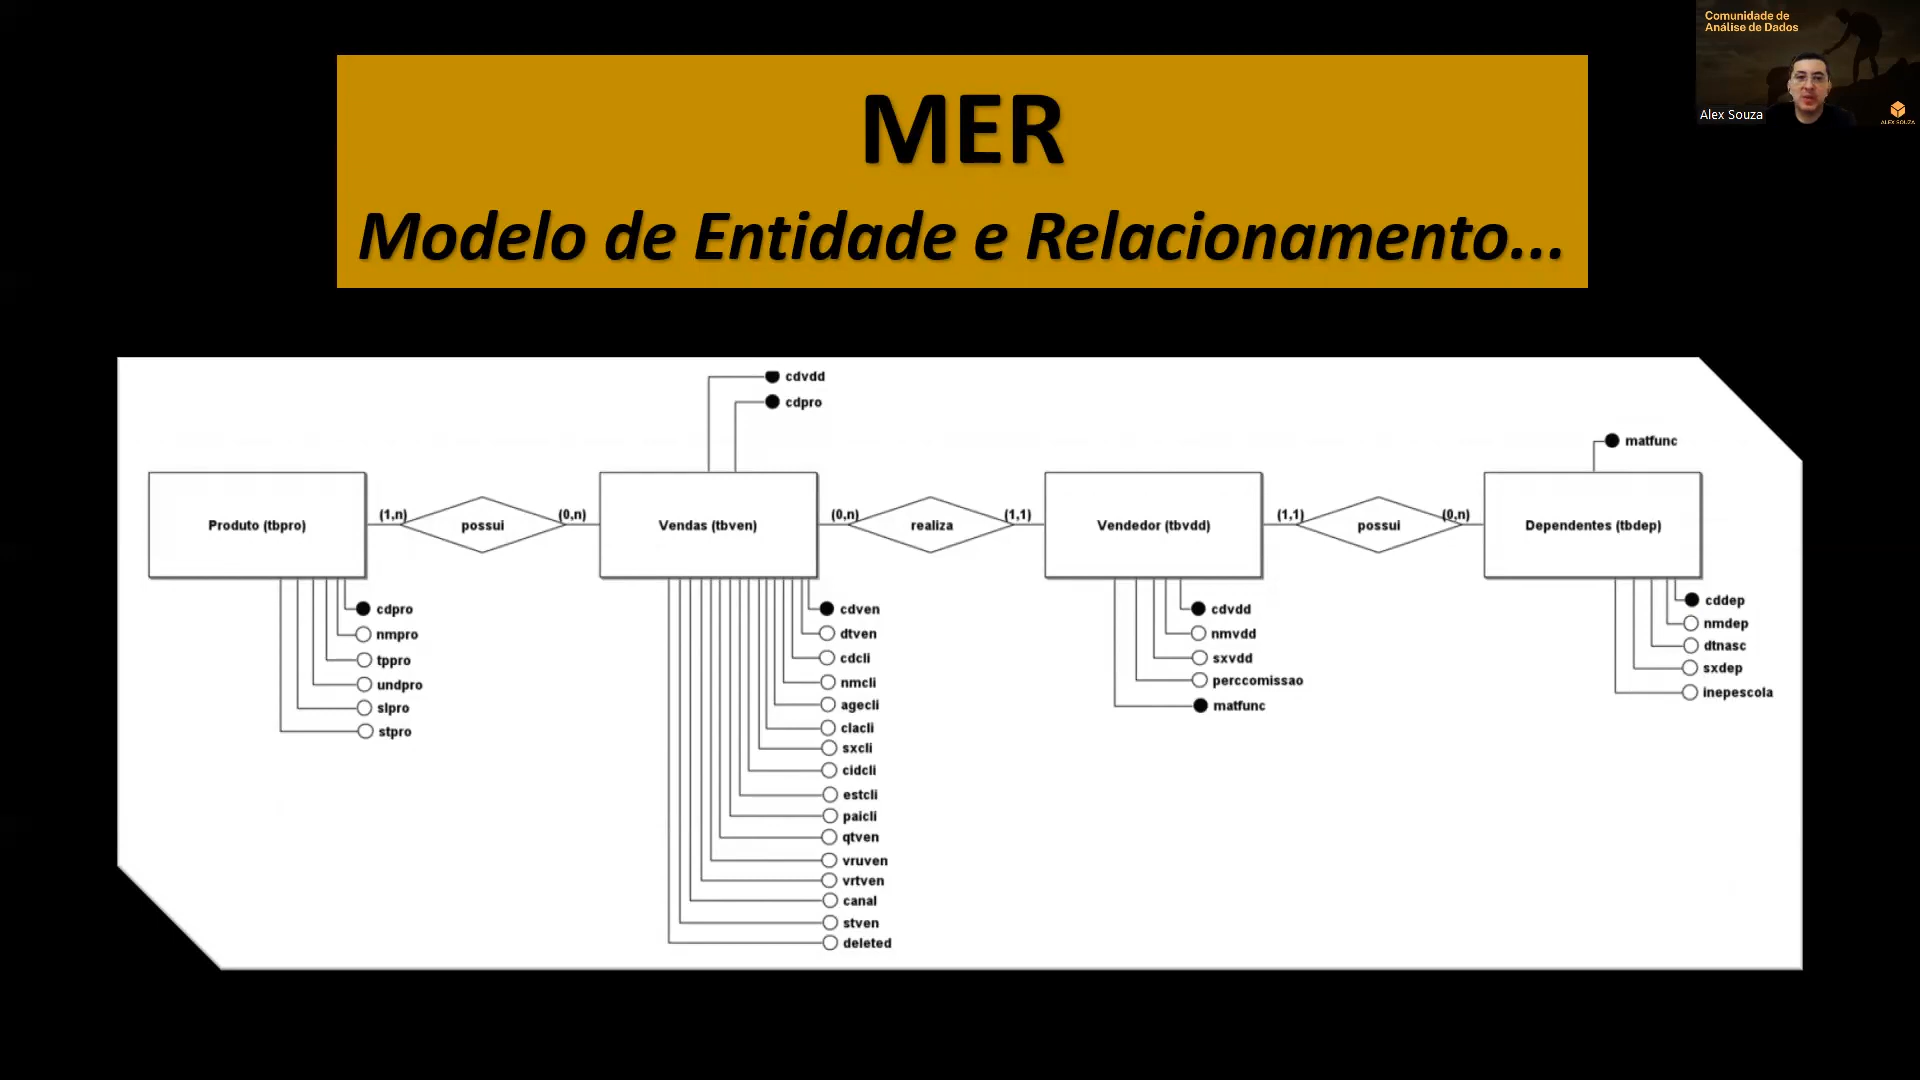 Comunidade de
Análise de Dados
Alex Souza
ALEX SOUZA
MER
Modelo de Entidade e Relacionamento...
cdvdd
cdpro
matfunc
Produto (tbpro)
(1,n)
possui
(0,n)
Vendas (tbven)
(0,n)
realiza
(1,1)
Vendedor (tbvdd)
(1,1)
possui
(0,n)
Dependentes (tbdep)
cdpro
nmpro
tppro
undpro
slpro
stpro
cdven
dtven
cdcli
nmcli
agecli
clacli
sxcli
cidcli
estcli
paicli
qtven
vruven
vrtven
canal
stven
deleted
cdvdd
nmvdd
sxvdd
perccomissao
matfunc
cddep
nmdep
dtnasc
sxdep
inepescola